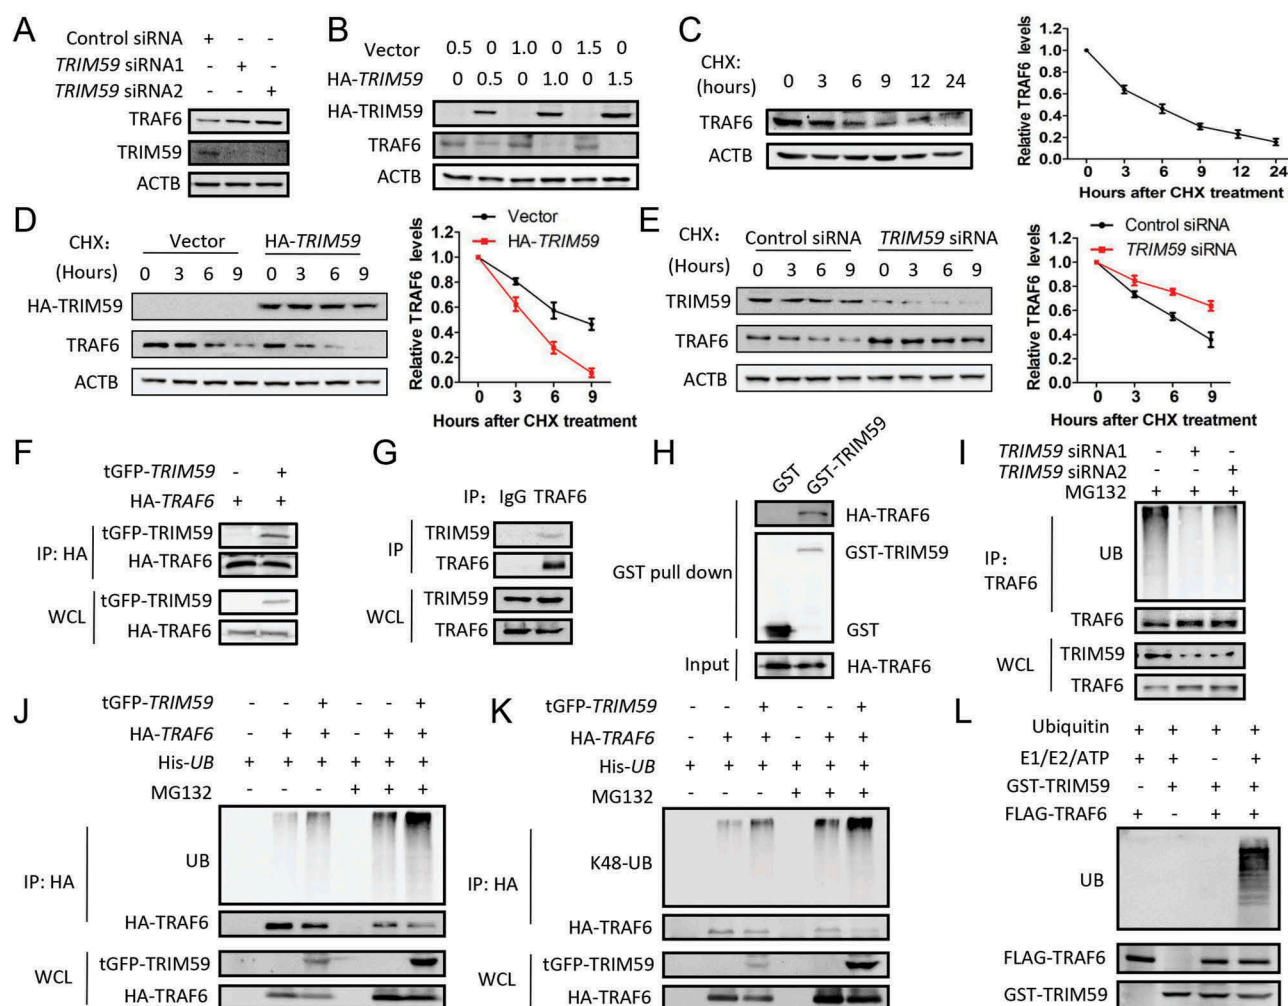 A
Control siRNA + - -
TRIM59 siRNA1 - + -
TRIM59 siRNA2 - - +
TRAF6
TRIM59
ACTB
B
Vector 0.5 0 1.0 0 1.5 0
HA-TRIM59 0 0.5 0 1.0 0 1.5
HA-TRIM59
TRAF6
ACTB
C
CHX:
(hours) 0 3 6 9 12 24
TRAF6
ACTB
Relative TRAF6 levels
1.2
1.0
0.8
0.6
0.4
0.2
0.0
0 3 6 9 12 24
Hours after CHX treatment
D
CHX: Vector HA-TRIM59
(Hours) 0 3 6 9 0 3 6 9
HA-TRIM59
TRAF6
ACTB
Vector
HA-TRIM59
Relative TRAF6 levels
1.2
1.0
0.8
0.6
0.4
0.2
0.0
0 3 6 9
Hours after CHX treatment
E
CHX: Control siRNA TRIM59 siRNA
(Hours) 0 3 6 9 0 3 6 9
TRIM59
TRAF6
ACTB
Control siRNA
TRIM59 siRNA
Relative TRAF6 levels
1.2
1.0
0.8
0.6
0.4
0.2
0.0
0 3 6 9
Hours after CHX treatment
F
tGFP-TRIM59 - +
HA-TRAF6 + +
IP: HA
tGFP-TRIM59
HA-TRAF6
WCL
tGFP-TRIM59
HA-TRAF6
G
IP: IgG TRAF6
IP
TRIM59
TRAF6
WCL
TRIM59
TRAF6
H
GST
GST-TRIM59
HA-TRAF6
GST-TRIM59
GST pull down
GST
Input
HA-TRAF6
I
TRIM59 siRNA1 - + -
TRIM59 siRNA2 - - +
MG132 + + +
IP:
TRAF6
UB
TRAF6
WCL
TRIM59
TRAF6
J
tGFP-TRIM59 - - + - - +
HA-TRAF6 - + + - + +
His-UB + + + + + +
MG132 - - - + + +
UB
IP: HA
HA-TRAF6
WCL
tGFP-TRIM59
HA-TRAF6
K
tGFP-TRIM59 - - + - - +
HA-TRAF6 - + + - + +
His-UB + + + + + +
MG132 - - - + + +
K48-UB
IP: HA
HA-TRAF6
WCL
tGFP-TRIM59
HA-TRAF6
L
Ubiquitin + + + +
E1/E2/ATP + + - +
GST-TRIM59 - + + +
FLAG-TRAF6 + - + +
UB
FLAG-TRAF6
GST-TRIM59